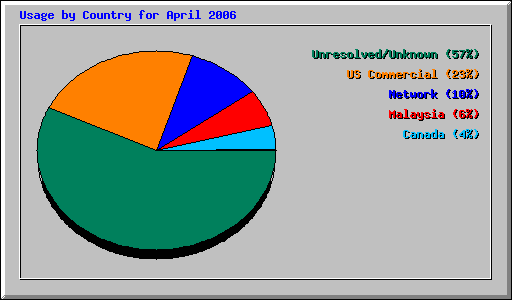 Usage by Country for April 2006
Unresolved/Unknown (57%)
US Commercial (23%)
Network (10%)
Malaysia (6%)
Canada (4%)